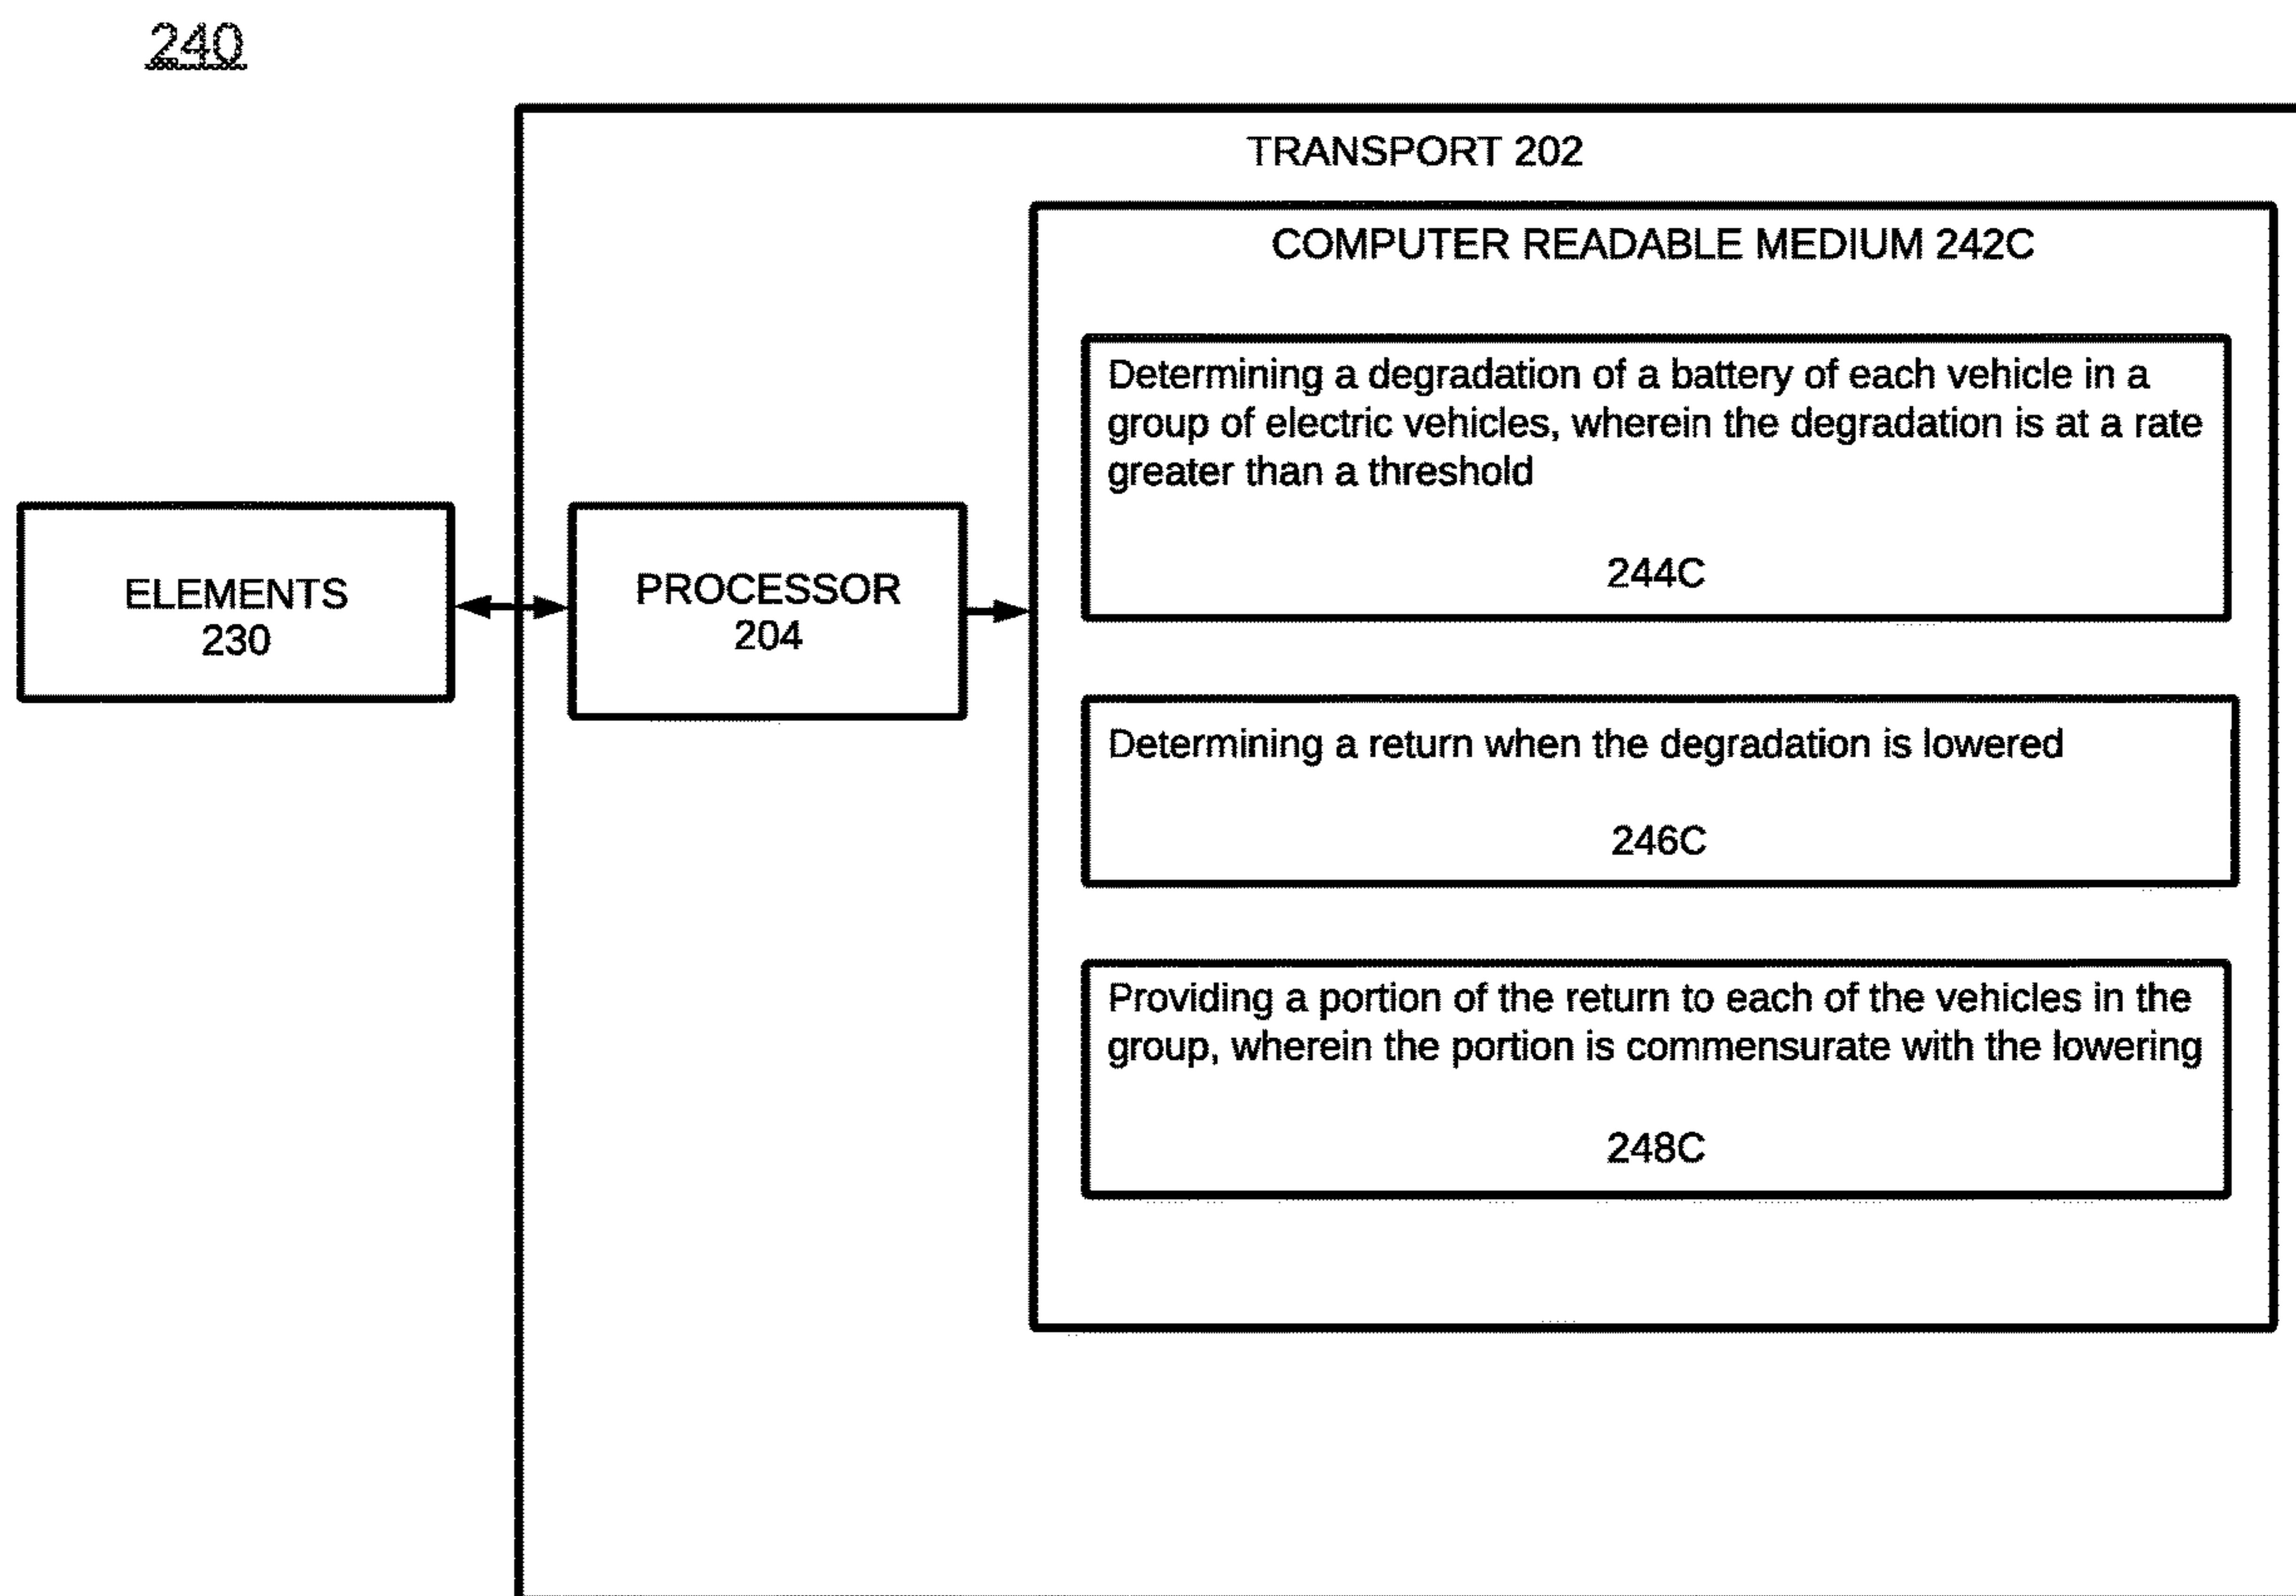 240
TRANSPORT 202
COMPUTER READABLE MEDIUM 242C
Determining a degradation of a battery of each vehicle in a
group of electric vehicles, wherein the degradation is at a rate
greater than a threshold
244C
ELEMENTS
230
PROCESSOR
204
Determining a return when the degradation is lowered
246C
Providing a portion of the return to each of the vehicles in the
group, wherein the portion is commensurate with the lowering
248C